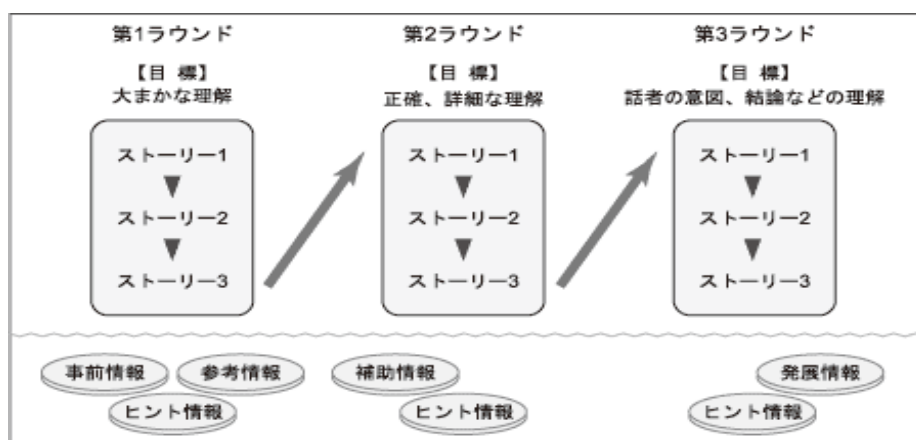 第1ラウンド
【目 標】
大まかな理解
ストーリー1
ストーリー2
ストーリー3
第2ラウンド
【目 標】
正確、詳細な理解
ストーリー1
ストーリー2
ストーリー3
第3ラウンド
【目 標】
話者の意図、結論などの理解
ストーリー1
ストーリー2
ストーリー3
事前情報
参考情報
ヒント情報
補助情報
ヒント情報
発展情報
ヒント情報